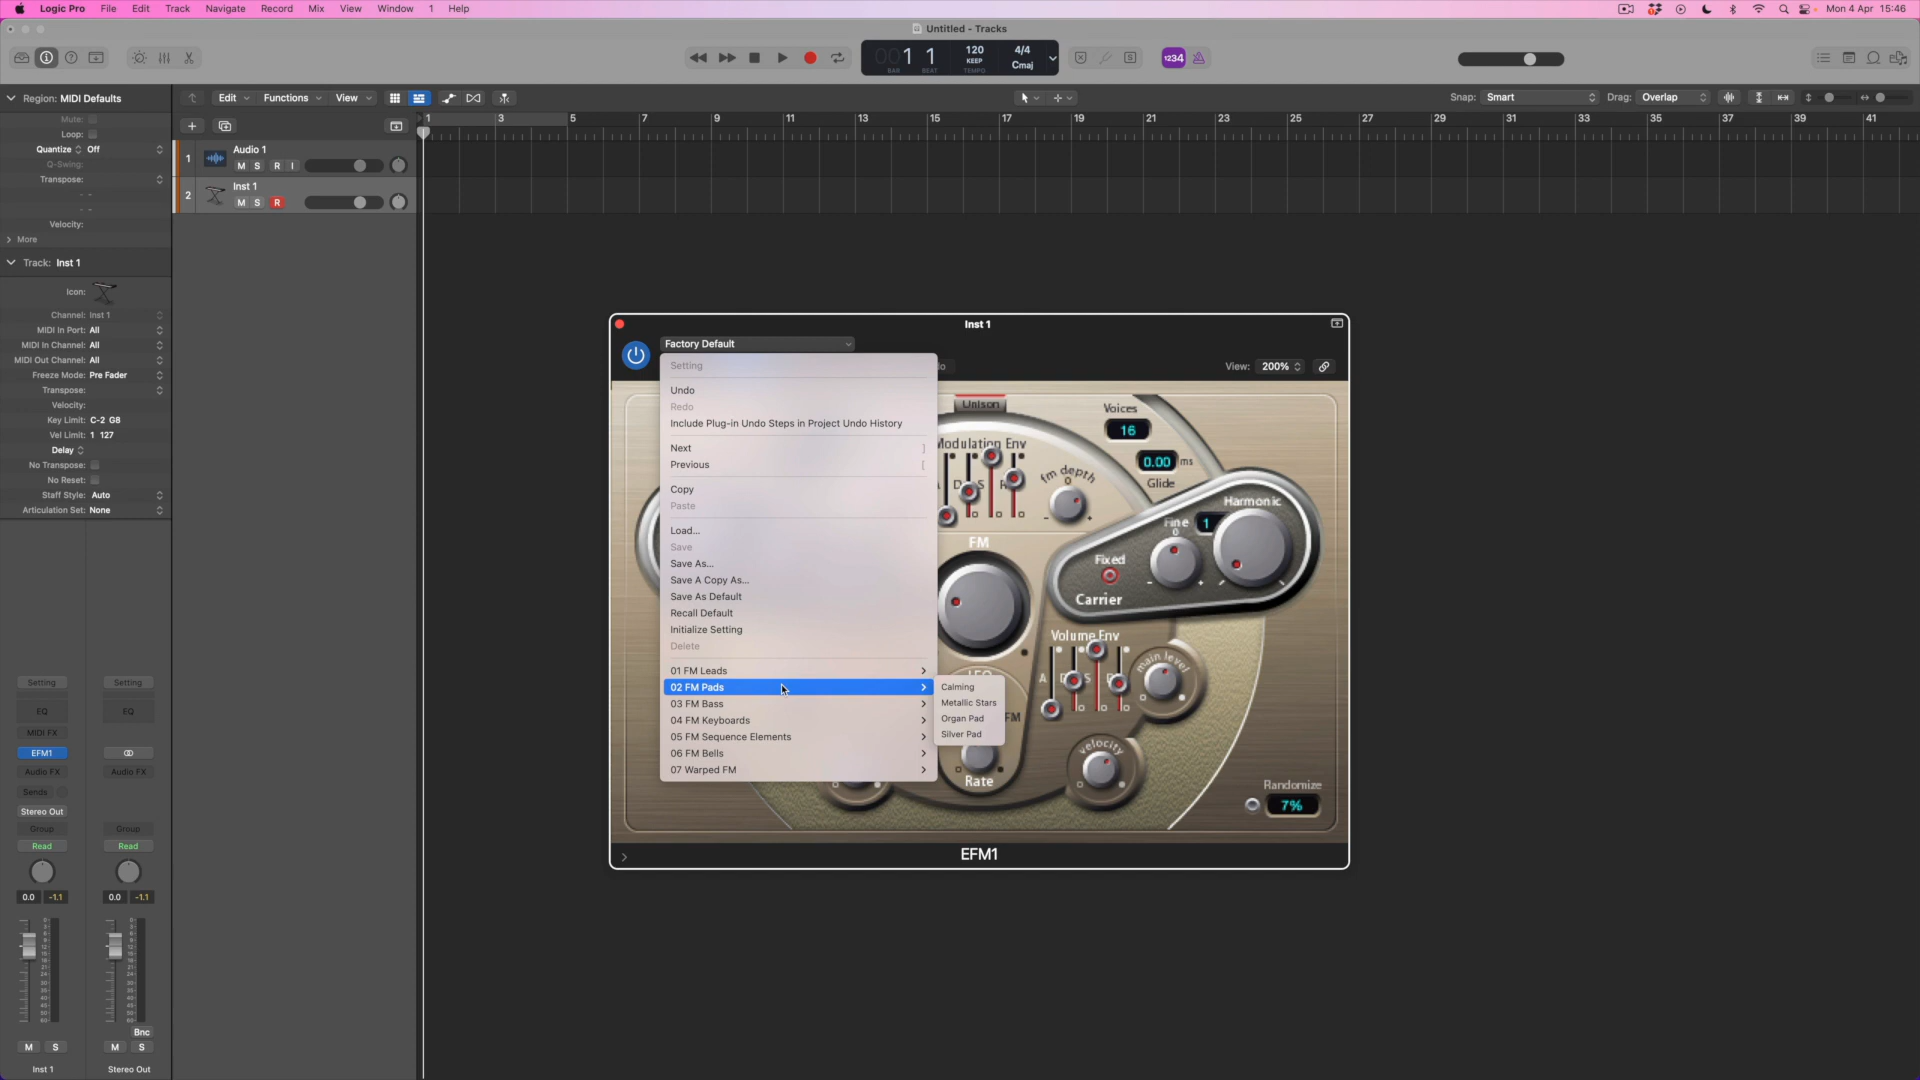 Logic Pro File Edit Track Navigate Record Mix View Window 1 Help
Mon 4 Apr 15:46
Untitled - Tracks
001 1
BAR BEAT
120
KEEP
TEMPO
4/4
Cmaj
1234
Region: MIDI Defaults
Edit Functions View
Snap: Smart
Drag: Overlap
Mute:
Loop:
Quantize Off
Q-Swing:
Transpose:
Velocity:
More
1 3 5 7 9 11 13 15 17 19 21 23 25 27 29 31 33 35 37 39 41
1 Audio 1
M S R I
2 Inst 1
M S R
Track: Inst 1
Icon:
Channel: Inst 1
MIDI In Port: All
MIDI In Channel: All
MIDI Out Channel: All
Freeze Mode: Pre Fader
Transpose:
Velocity:
Key Limit: C-2 G8
Vel Limit: 1 127
Delay
No Transpose:
No Reset:
Staff Style: Auto
Articulation Set: None
Setting Setting
EQ EQ
MIDI FX
EFM1
Audio FX Audio FX
Sends
Stereo Out
Group Group
Read Read
0.0 -1.1 0.0 -1.1
Bnc
M S M S
Inst 1 Stereo Out
Inst 1
Factory Default
View: 200%
Setting
Undo
Redo
Include Plug-in Undo Steps in Project Undo History
Next ]
Previous [
Copy
Paste
Load...
Save
Save As...
Save A Copy As...
Save As Default
Recall Default
Initialize Setting
Delete
01 FM Leads
02 FM Pads
03 FM Bass
04 FM Keyboards
05 FM Sequence Elements
06 FM Bells
07 Warped FM
Calming
Metallic Stars
Organ Pad
Silver Pad
Unison
Voices
16
0.00 ms
Glide
Modulation Env
fm depth
0
FM
Harmonic
Fine
0
1
Fixed
Carrier
Volume Env
A D S R
main level
FM
velocity
Rate
Randomize
7%
EFM1